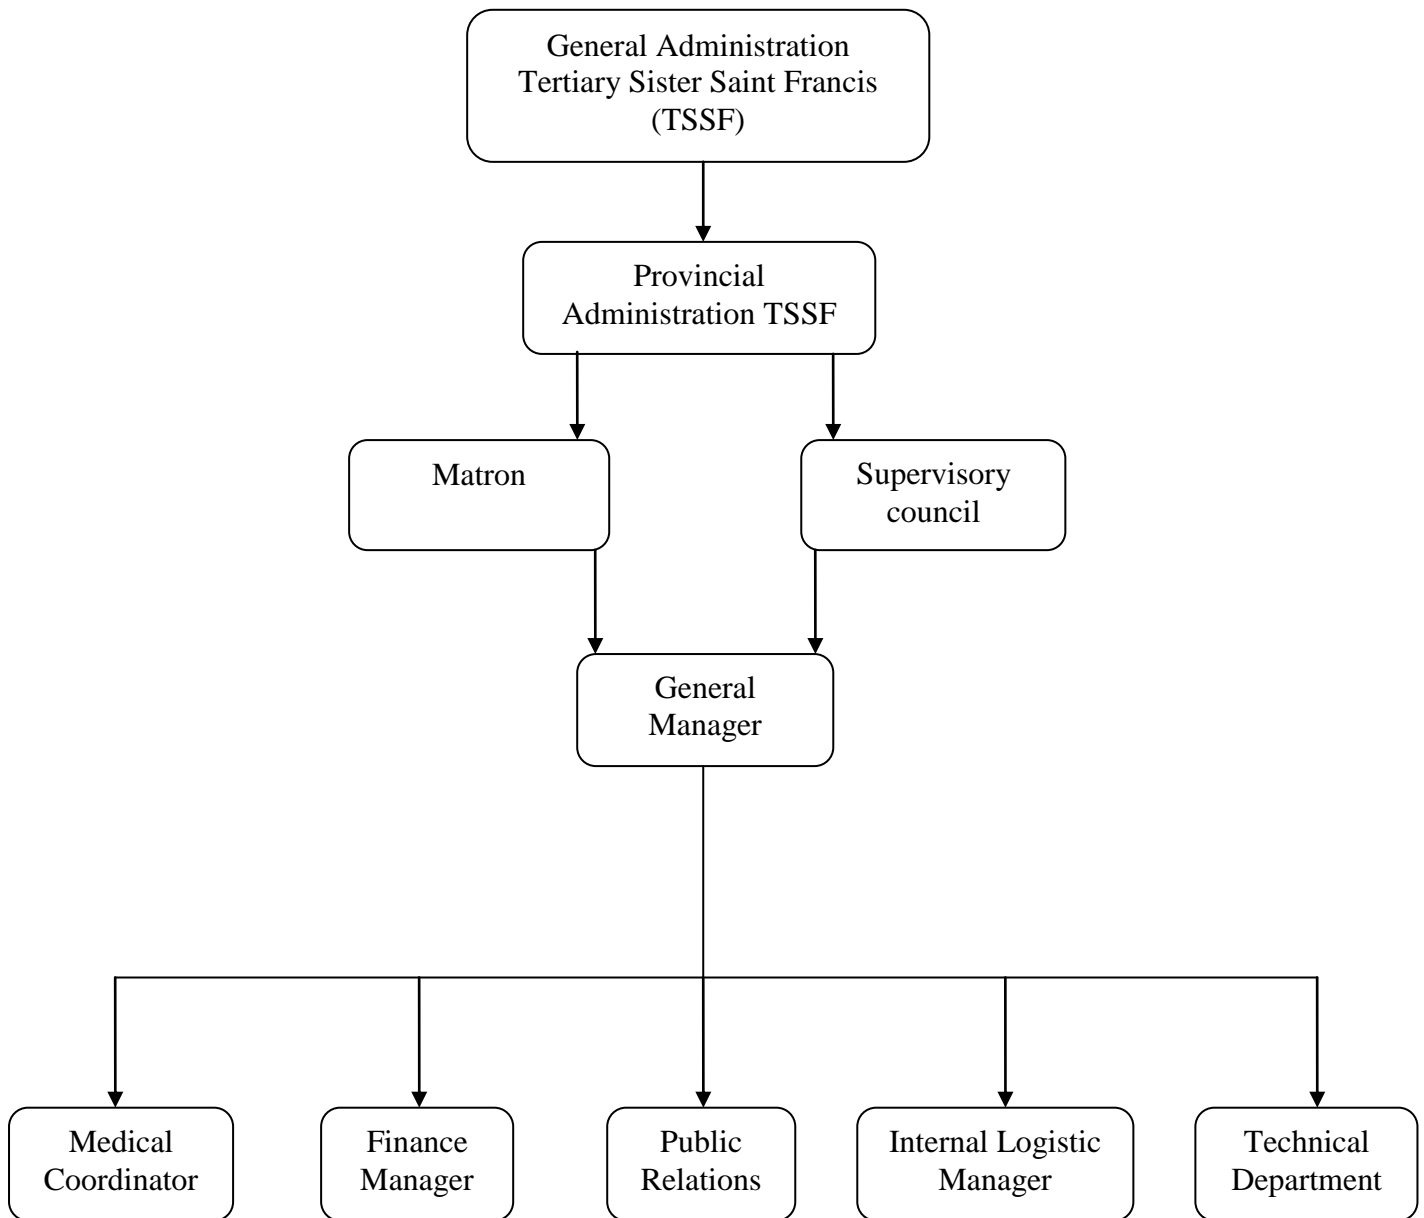 General Administration
Tertiary Sister Saint Francis
(TSSF)
Provincial
Administration TSSF
Matron
Supervisory
council
General
Manager
Medical
Coordinator
Finance
Manager
Public
Relations
Internal Logistic
Manager
Technical
Department